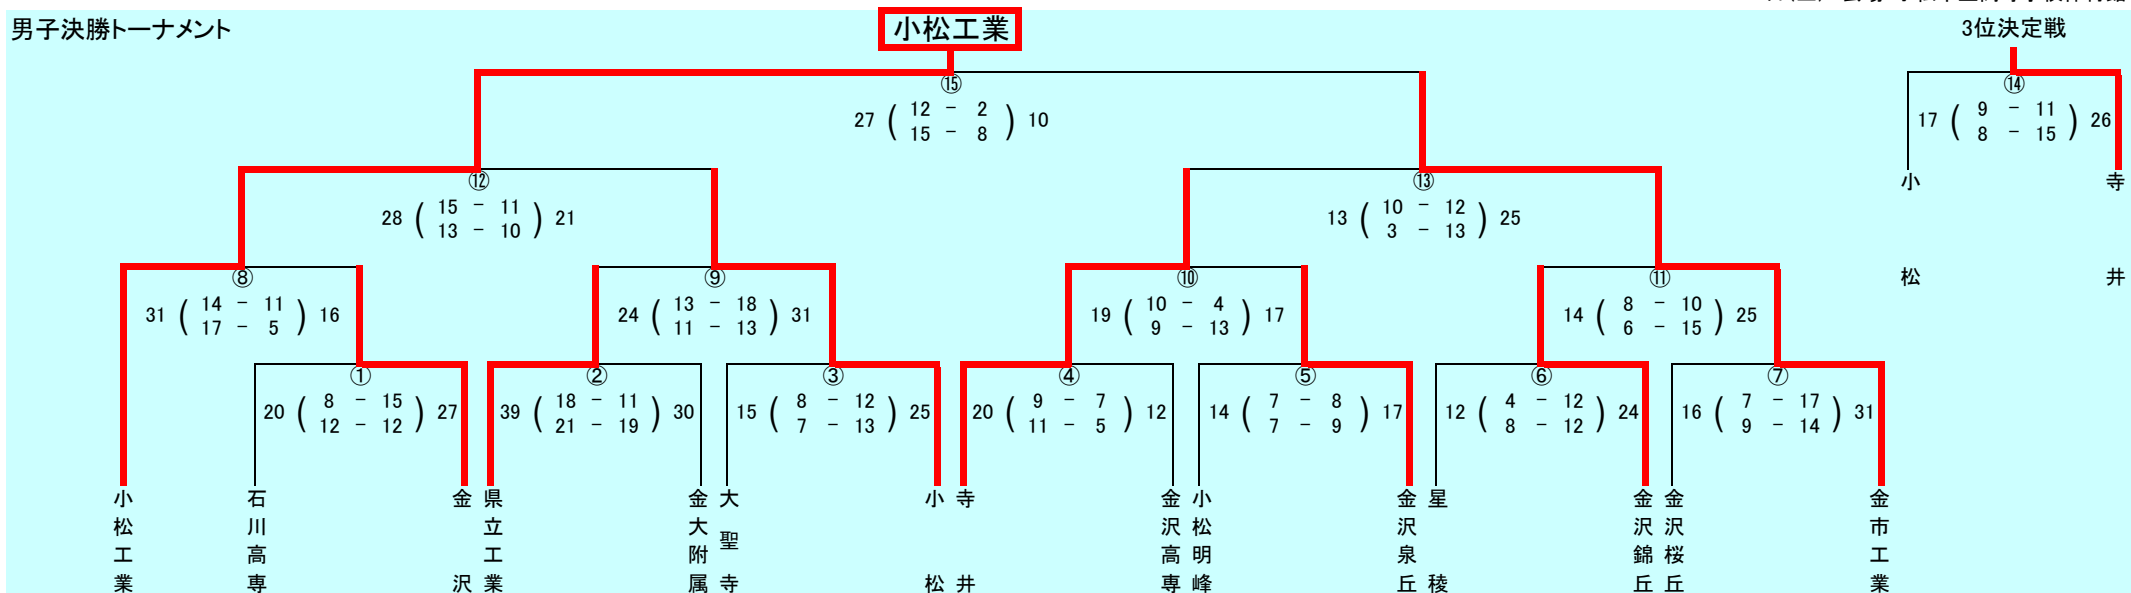 男子決勝トーナメント
小松工業
3位決定戦
⑮
27 ( 12 - 2 15 - 8 ) 10
⑭
17 ( 9 - 11 8 - 15 ) 26
小松
寺井
⑫
28 ( 15 - 11 13 - 10 ) 21
⑬
13 ( 10 - 12 3 - 13 ) 25
⑧
31 ( 14 - 11 17 - 5 ) 16
⑨
24 ( 13 - 18 11 - 13 ) 31
⑩
19 ( 10 - 4 9 - 13 ) 17
⑪
14 ( 8 - 10 6 - 15 ) 25
①
20 ( 8 - 15 12 - 12 ) 27
②
39 ( 18 - 11 21 - 19 ) 30
③
15 ( 8 - 12 7 - 13 ) 25
④
20 ( 9 - 7 11 - 5 ) 12
⑤
14 ( 7 - 8 7 - 9 ) 17
⑥
12 ( 4 - 12 8 - 12 ) 24
⑦
16 ( 7 - 17 9 - 14 ) 31
小松工業
石川高専
金沢
県立工業
金大附属
大聖寺
小松
寺井
金沢高専
小松明峰
金沢泉丘
星稜
金沢錦丘
金沢桜丘
金市工業